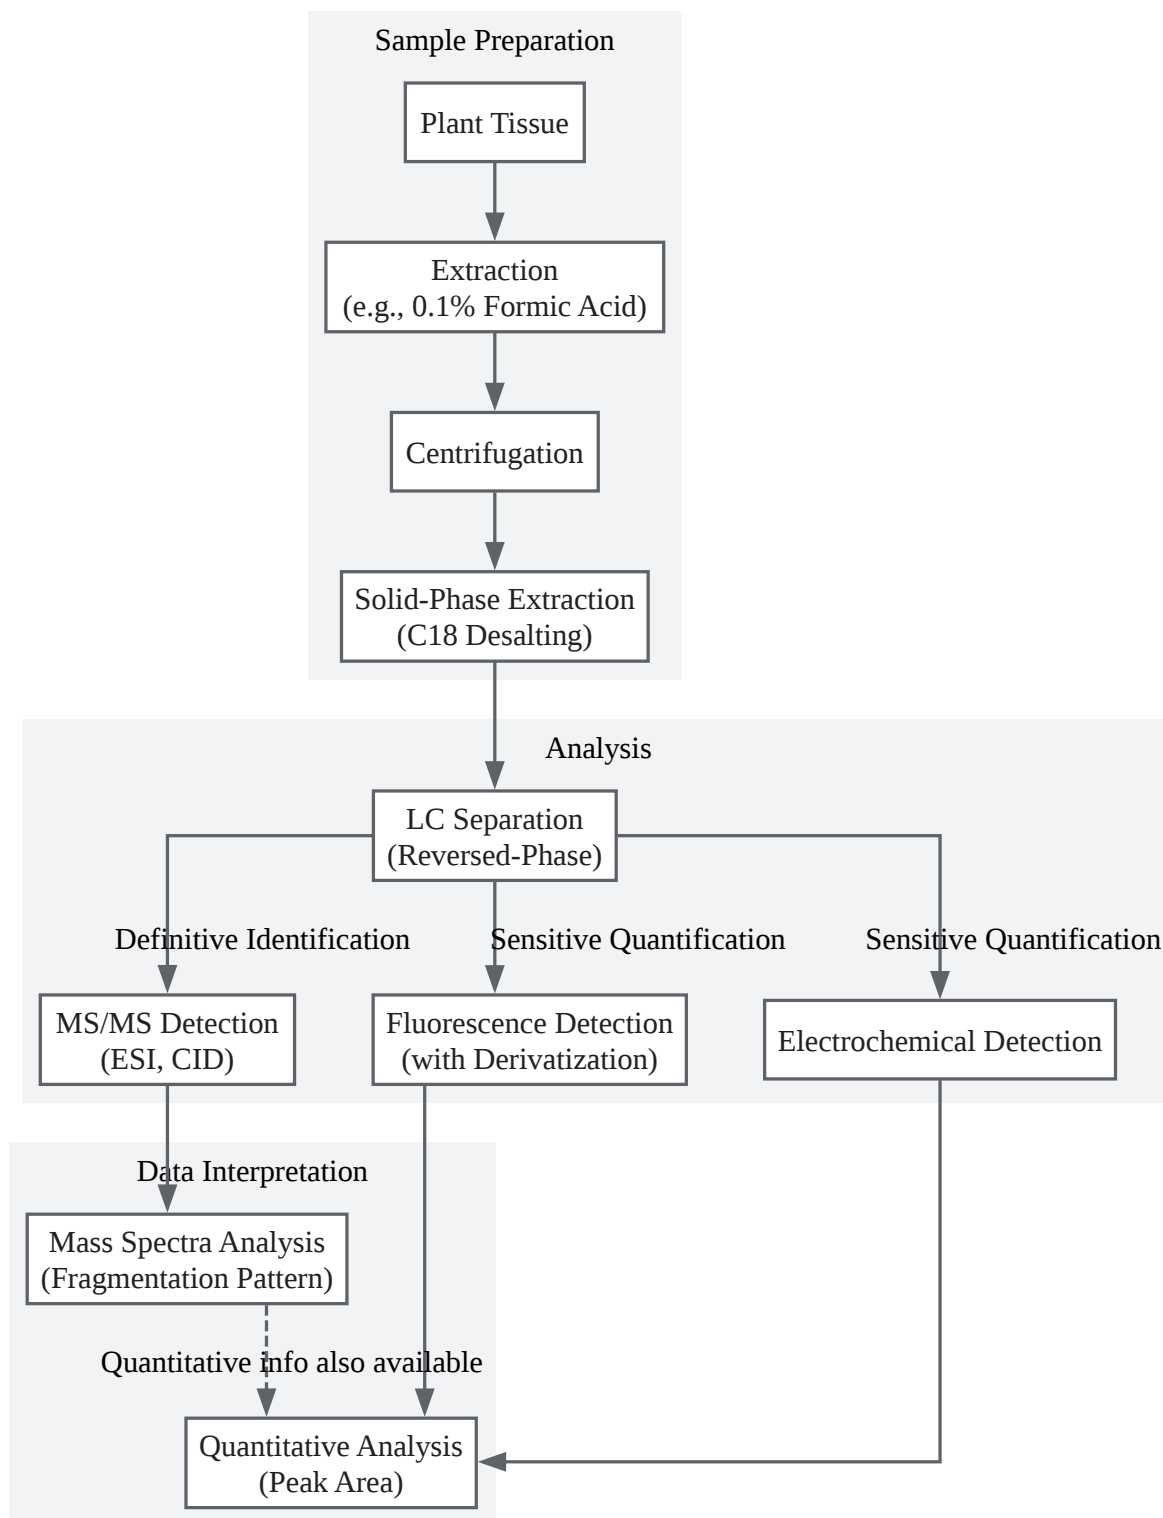 Sample Preparation
Plant Tissue
Extraction
(e.g., 0.1% Formic Acid)
Centrifugation
Solid-Phase Extraction
(C18 Desalting)
Analysis
LC Separation
(Reversed-Phase)
Definitive Identification
Sensitive Quantification
Sensitive Quantification
MS/MS Detection
(ESI, CID)
Fluorescence Detection
(with Derivatization)
Electrochemical Detection
Data Interpretation
Mass Spectra Analysis
(Fragmentation Pattern)
Quantitative info also available
Quantitative Analysis
(Peak Area)